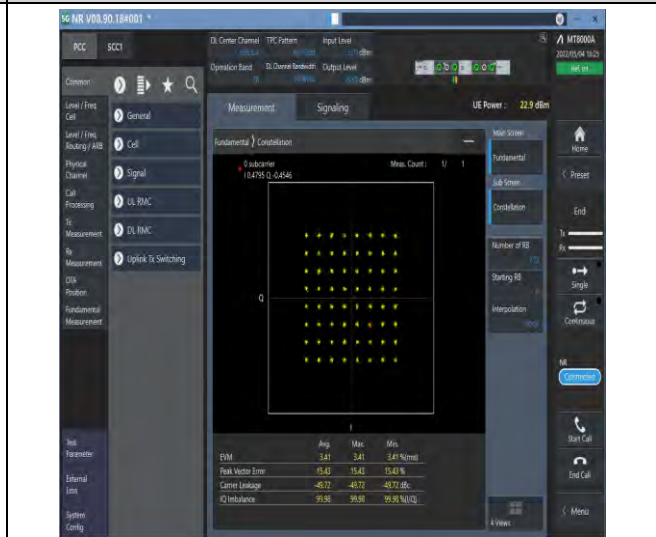 5G NR V00.90.18#001 *
PCC SCC1
DL Center Channel TPC Pattern Input Level
dBm
Operation Band DL Channel Bandwidth Output Level
dBm
MT8000A
2022/05/04 16:25
Common
Level / Freq.
Cell
Level / Freq.
Routing / ARB
Physical
Channel
Call
Processing
Tx
Measurement
Rx
Measurement
OTA
Position
Fundamental
Measurement
Test
Parameter
External
Loss
System
Config
General
Cell
Signal
UL RMC
DL RMC
Uplink Tx Switching
Measurement Signaling
UE Power : 22.9 dBm
Fundamental Constellation
0 subcarrier Meas. Count : 1/ 1
I 0.4795 Q -0.4546
Q
I
Avg. Max. Min.
EVM 3.41 3.41 3.41 %(rms)
Peak Vector Error 15.43 15.43 15.43 %
Carrier Leakage -49.72 -49.72 -49.72 dBc
IQ Imbalance 99.98 99.98 99.98 %(I/Q)
Main Screen
Fundamental
Sub Screen
Constellation
Number of RB
Starting RB
Interpolation
4 Views
Home
Preset
End
Tx
Rx
Single
Continuous
NR
Connected
Start Call
End Call
Menu